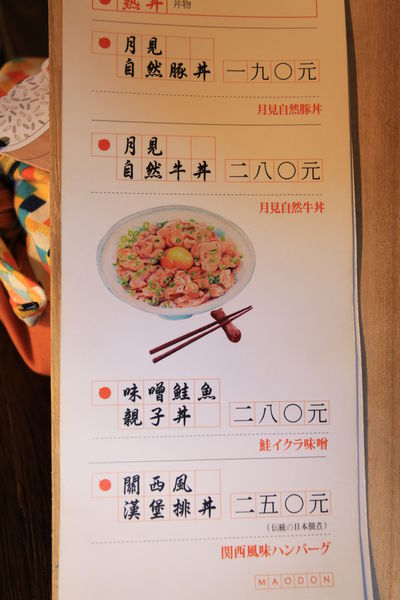 熱丼 丼物
月見
自然豚丼 一九〇元
月見自然豚丼
月見
自然牛丼 二八〇元
月見自然牛丼
味噌鮭魚
親子丼 二八〇元
鮭イクラ味噌
關西風
漢堡排丼 二五〇元
(伝統の日本佃煮)
関西風味ハンバーグ
MAODON